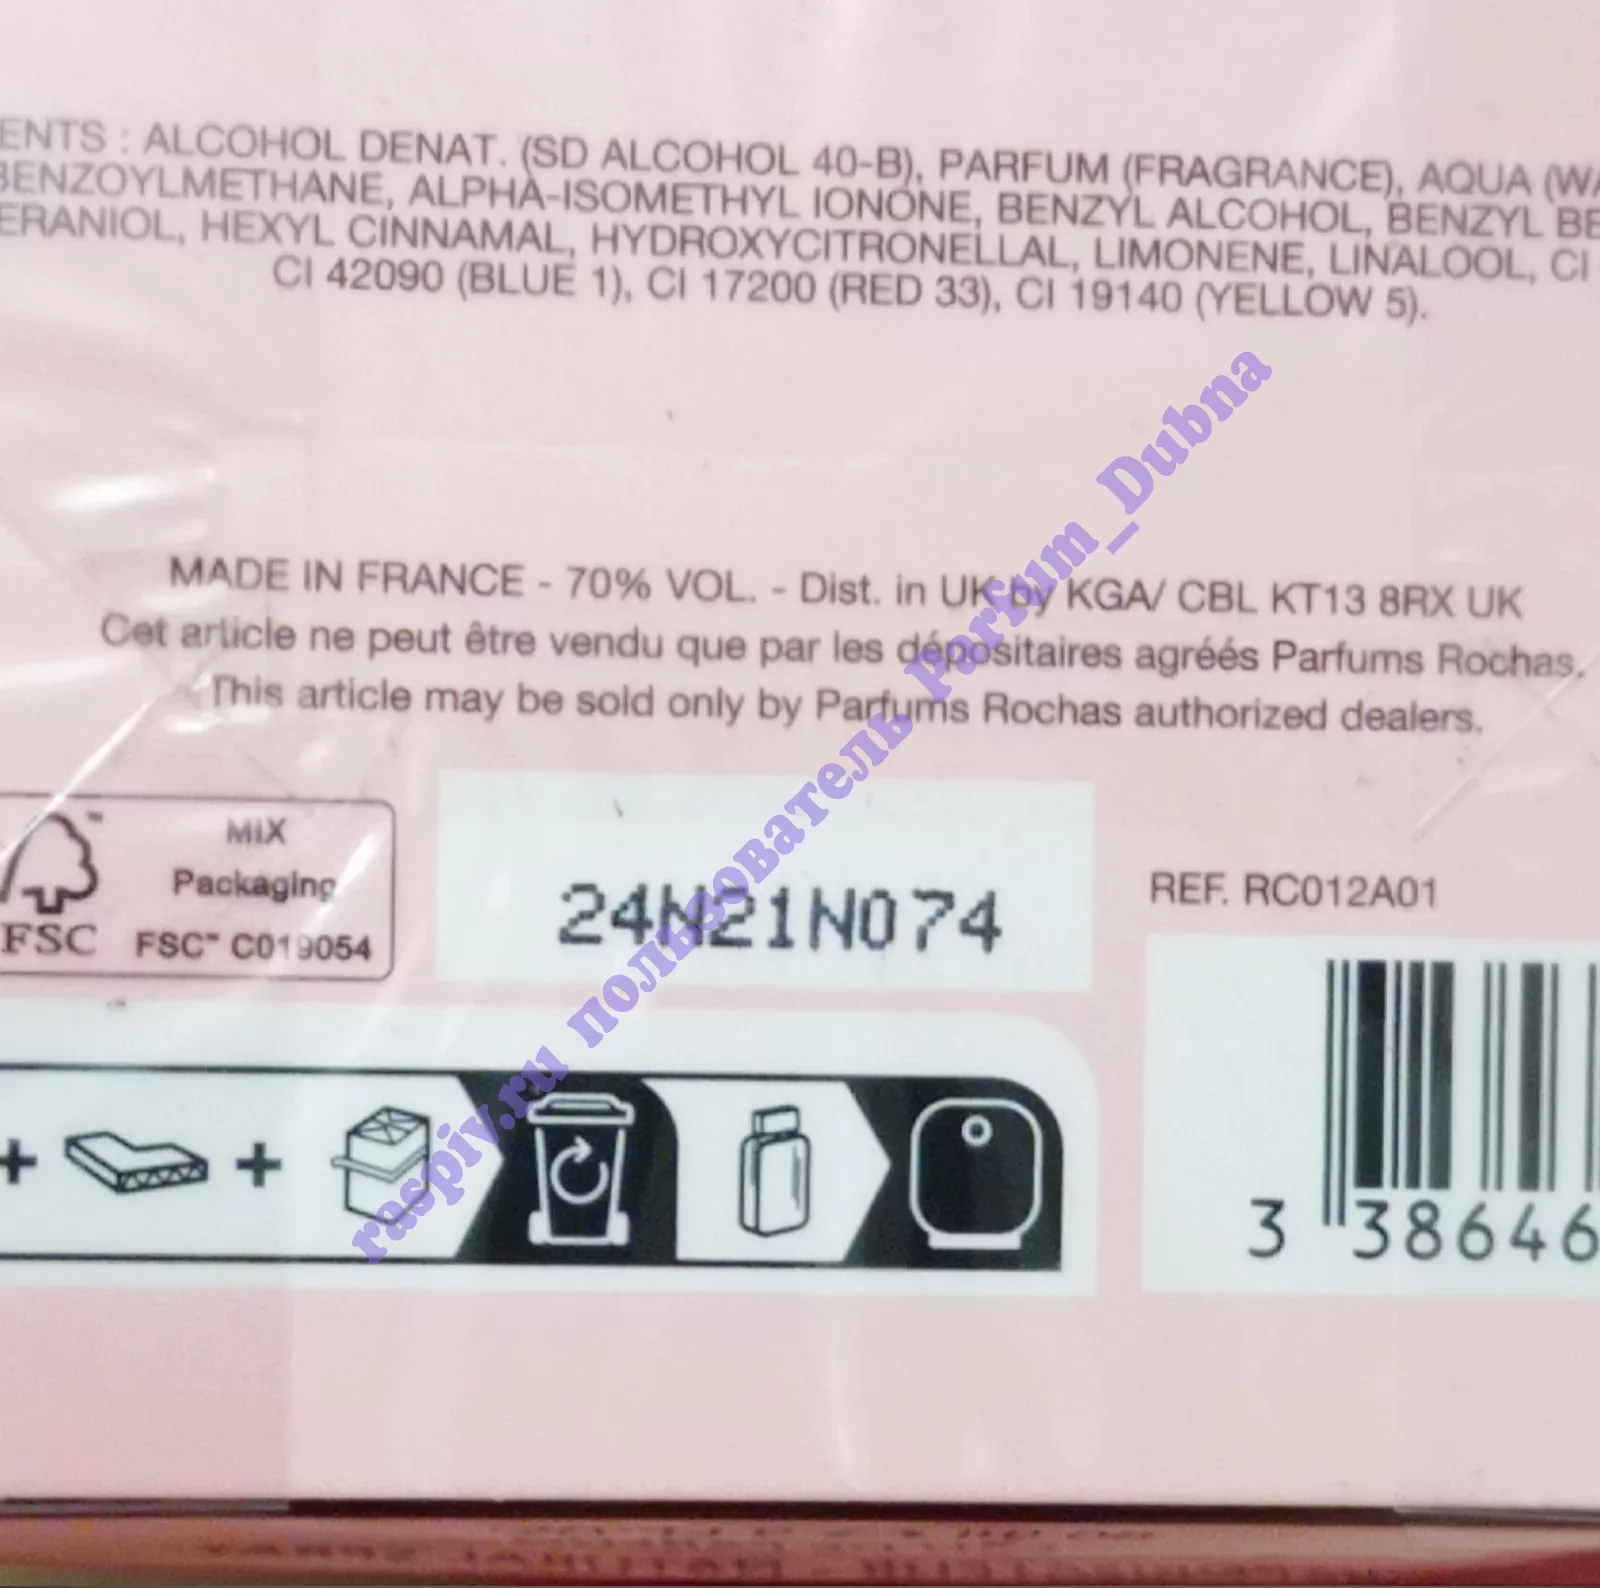 ENTS : ALCOHOL DENAT. (SD ALCOHOL 40-B), PARFUM (FRAGRANCE), AQUA (WA
BENZOYLMETHANE, ALPHA-ISOMETHYL IONONE, BENZYL ALCOHOL, BENZYL BE
ERANIOL, HEXYL CINNAMAL, HYDROXYCITRONELLAL, LIMONENE, LINALOOL, CI
CI 42090 (BLUE 1), CI 17200 (RED 33), CI 19140 (YELLOW 5).
MADE IN FRANCE - 70% VOL. - Dist. in UK by KGA/ CBL KT13 8RX UK
Cet article ne peut être vendu que par les dépositaires agréés Parfums Rochas.
This article may be sold only by Parfums Rochas authorized dealers.
MIX
Packaging
FSC™ C019054
FSC
24N21N074
REF. RC012A01
3 38646
raspiv.ru пользователь Parfum_Dubna